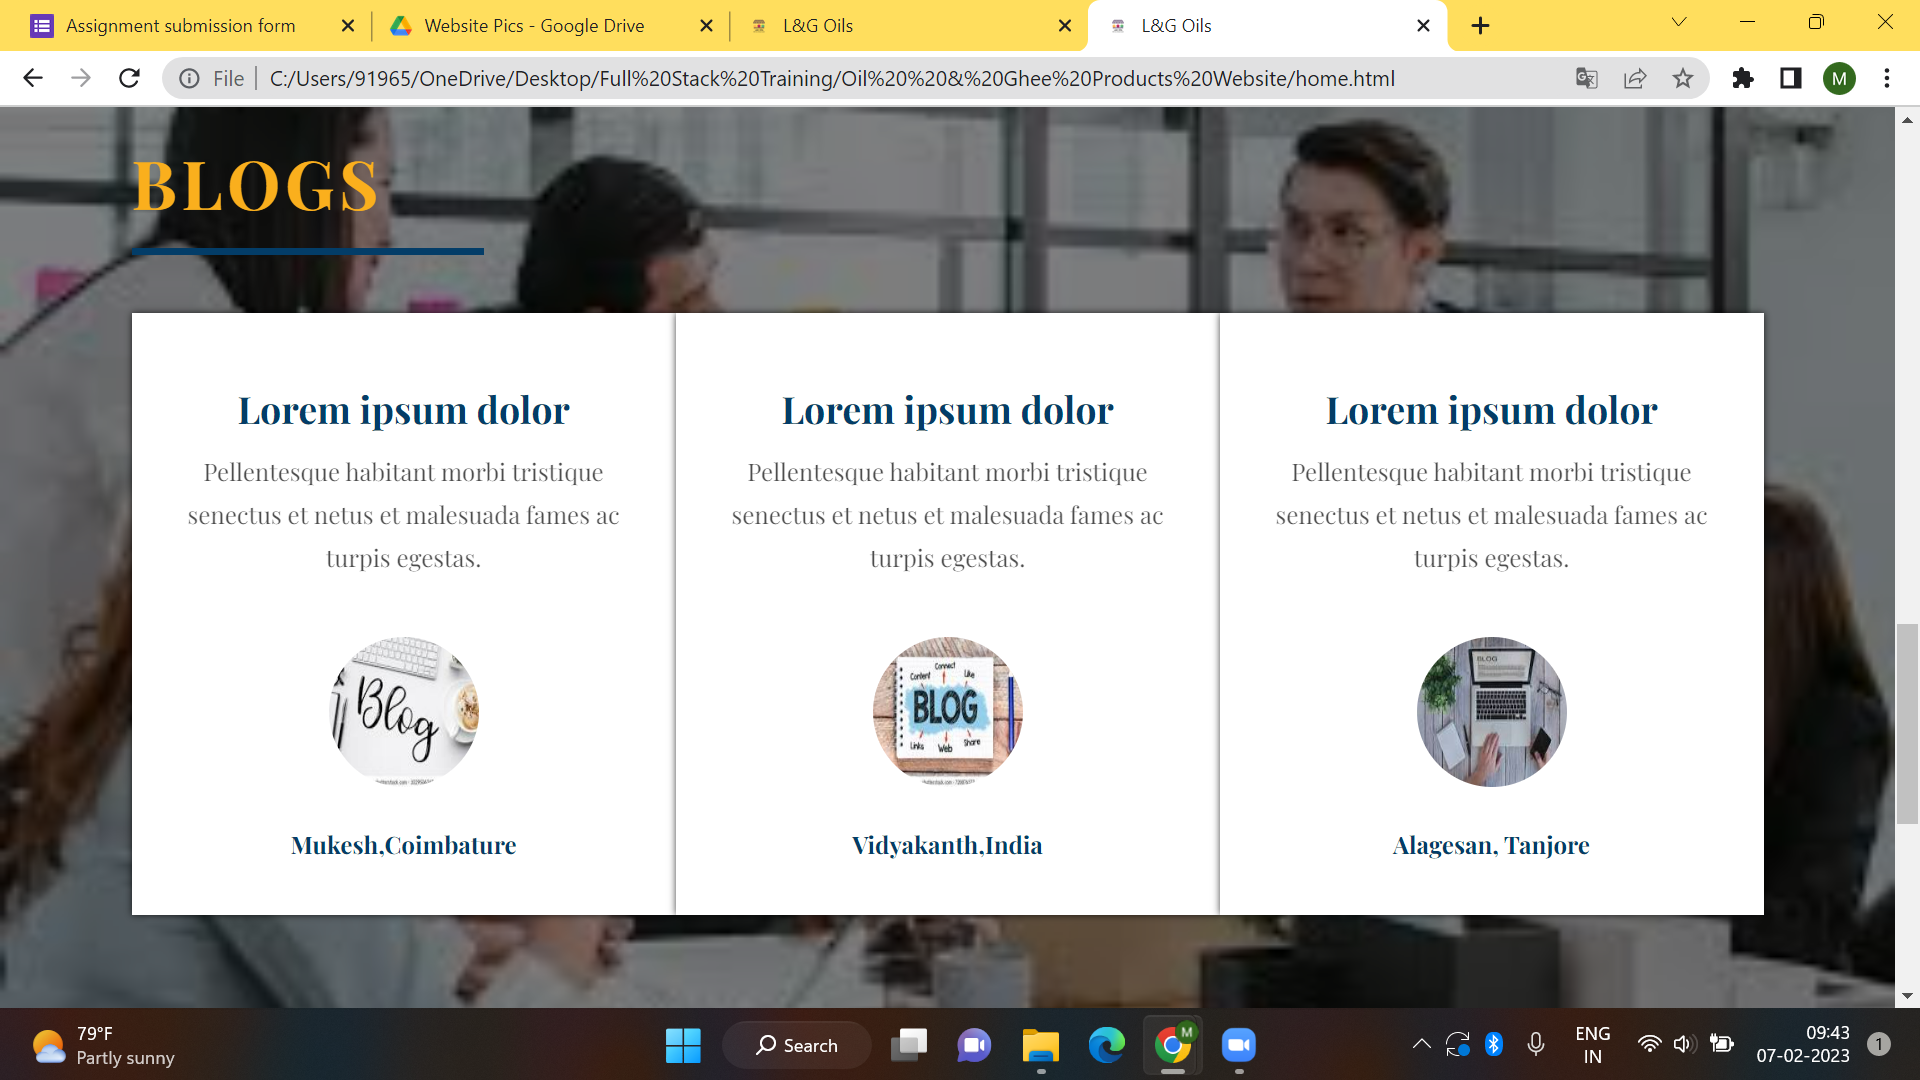 Assignment submission form
Website Pics - Google Drive
L&G Oils
L&G Oils
File
C:/Users/91965/OneDrive/Desktop/Full%20Stack%20Training/Oil%20%20&%20Ghee%20Products%20Website/home.html
M
BLOGS
Lorem ipsum dolor
Pellentesque habitant morbi tristique
senectus et netus et malesuada fames ac
turpis egestas.
Blog
Mukesh,Coimbature
Lorem ipsum dolor
Pellentesque habitant morbi tristique
senectus et netus et malesuada fames ac
turpis egestas.
Connect
Content
Like
BLOG
Links
Web
Share
Vidyakanth,India
Lorem ipsum dolor
Pellentesque habitant morbi tristique
senectus et netus et malesuada fames ac
turpis egestas.
BLOG
Alagesan, Tanjore
79°F
Partly sunny
Search
M
ENG
IN
09:43
07-02-2023
1